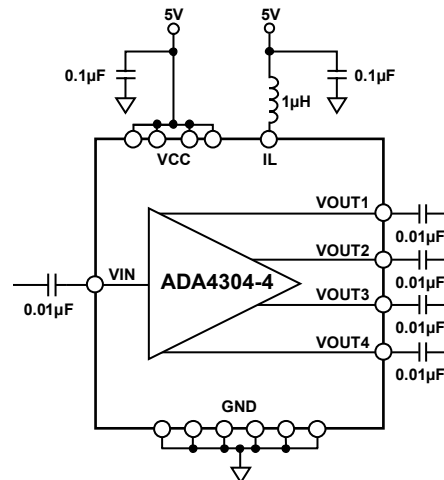 5V
5V
0.1µF
0.1µF
1µH
VCC
IL
VOUT1
0.01µF
VOUT2
VIN
ADA4304-4
0.01µF
VOUT3
0.01µF
0.01µF
VOUT4
0.01µF
GND